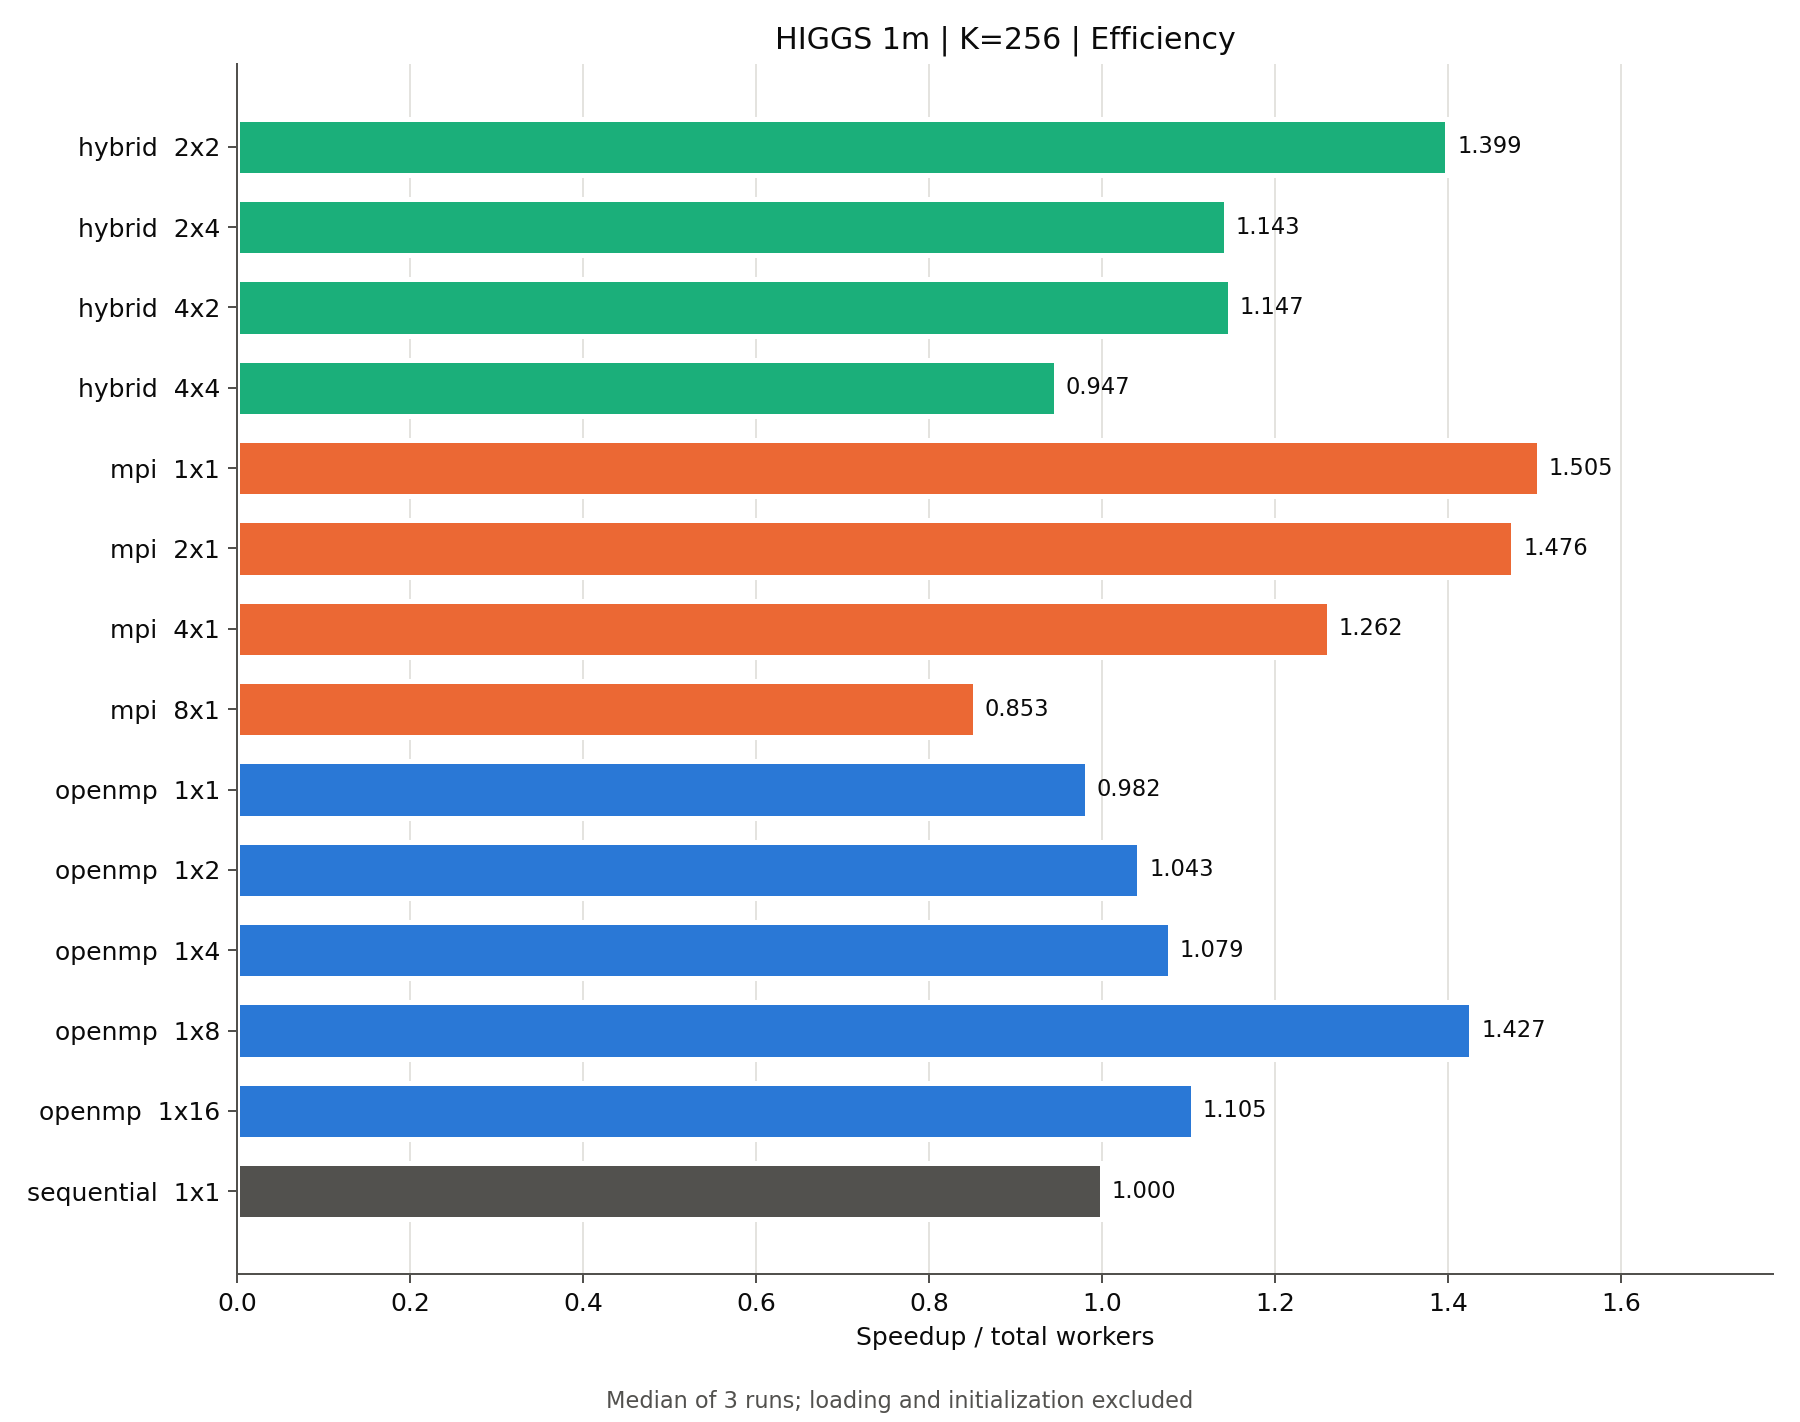 HIGGS 1m | K=256 | Efficiency
hybrid 2x2 1.399
hybrid 2x4 1.143
hybrid 4x2 1.147
hybrid 4x4 0.947
mpi 1x1 1.505
mpi 2x1 1.476
mpi 4x1 1.262
mpi 8x1 0.853
openmp 1x1 0.982
openmp 1x2 1.043
openmp 1x4 1.079
openmp 1x8 1.427
openmp 1x16 1.105
sequential 1x1 1.000
0.0 0.2 0.4 0.6 0.8 1.0 1.2 1.4 1.6
Speedup / total workers
Median of 3 runs; loading and initialization excluded